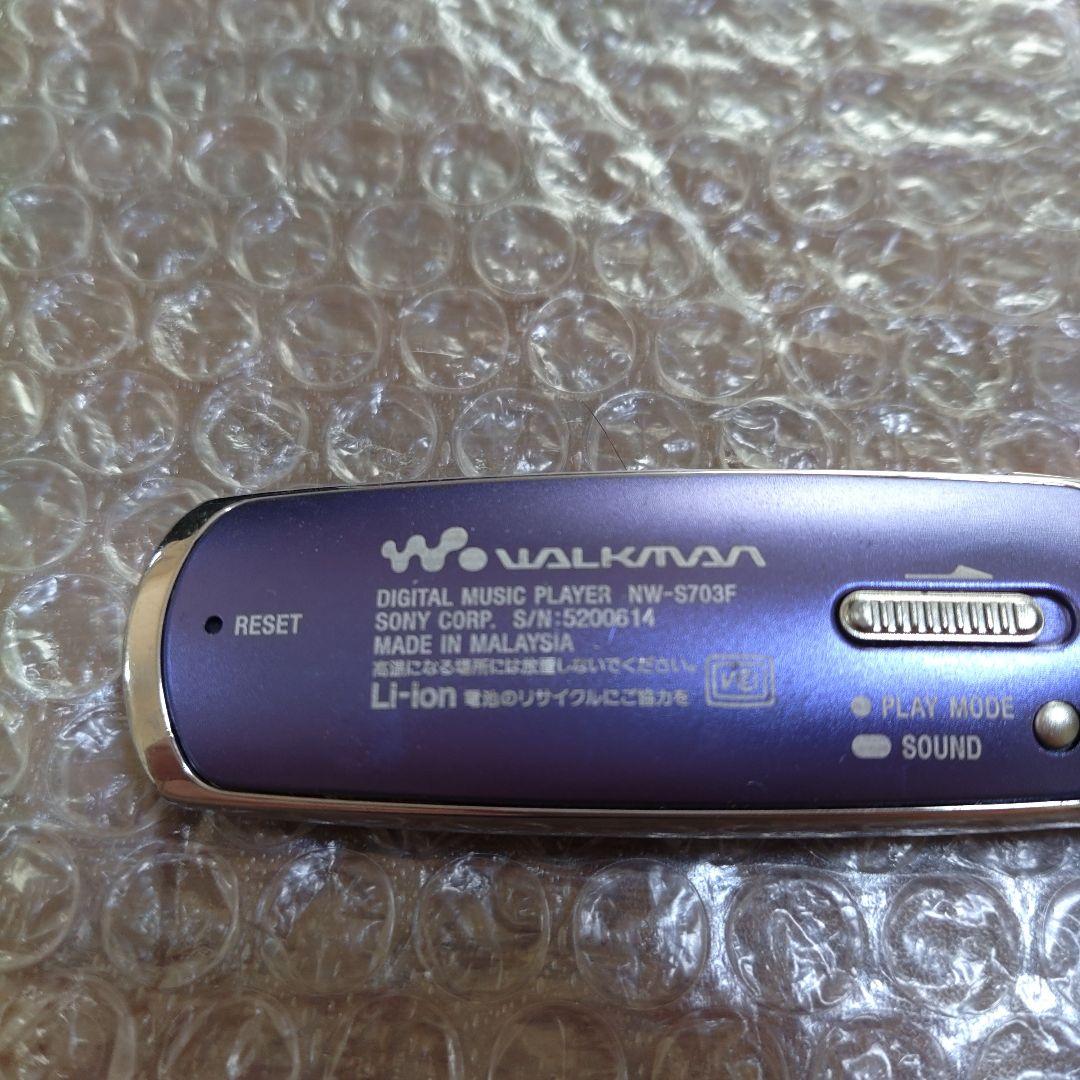 RESET
WALKMAN
DIGITAL MUSIC PLAYER NW-S703F
SONY CORP. S/N:5200614
MADE IN MALAYSIA
高温になる場所には放置しないでください。
Li-ion 電池のリサイクルにご協力を
PLAY MODE
SOUND